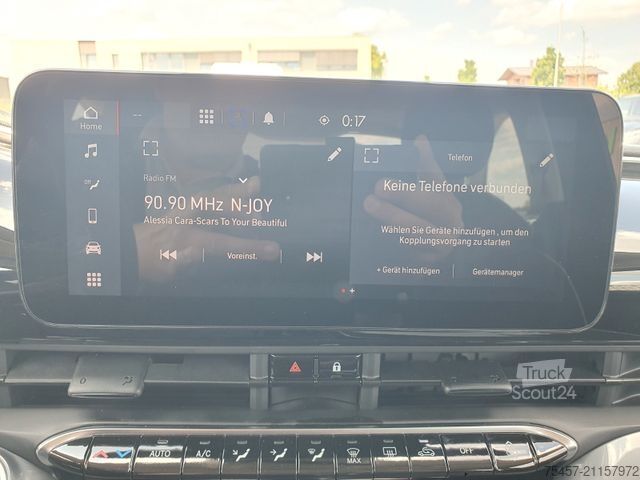 Home
--
0:17
Radio FM
90.90 MHz N-JOY
Alessia Cara-Scars To Your Beautiful
Voreinst.
Telefon
Keine Telefone verbunden
Wählen Sie Geräte hinzufügen , um den
Kopplungsvorgang zu starten
+ Gerät hinzufügen
Gerätemanager
Truck
Scout24
AUTO
A/C
MAX
OFF
75457-21157972